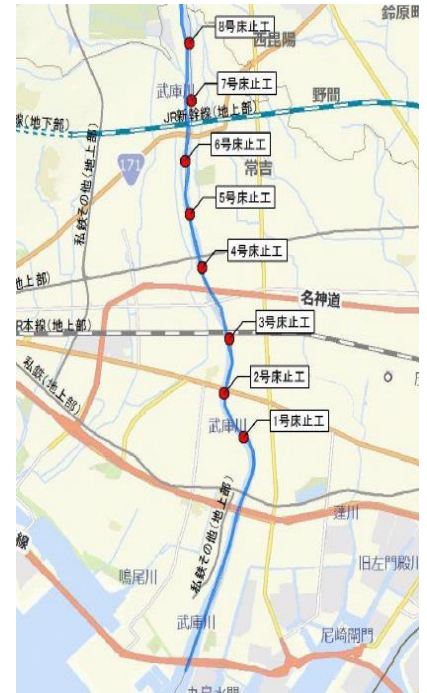 鈴原町
8号床止工
西昆陽
7号床止工
武庫川
野間
JR新幹線(地上部)
線(地下部)
6号床止工
171
常吉
私鉄その他(地上部)
5号床止工
4号床止工
地上部)
名神道
R本線(地上部)
3号床止工
私鉄(地上部)
2号床止工
1号床止工
武庫川
私鉄その他(地上部)
蓬川
旧左門殿川
鳴尾川
武庫川
尼崎閘門